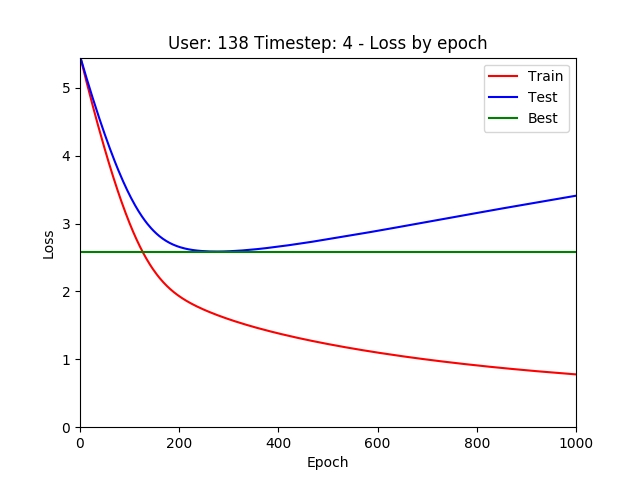 User: 138 Timestep: 4 - Loss by epoch
Train
Test
Best
Loss
5
4
3
2
1
0
0 200 400 600 800 1000
Epoch